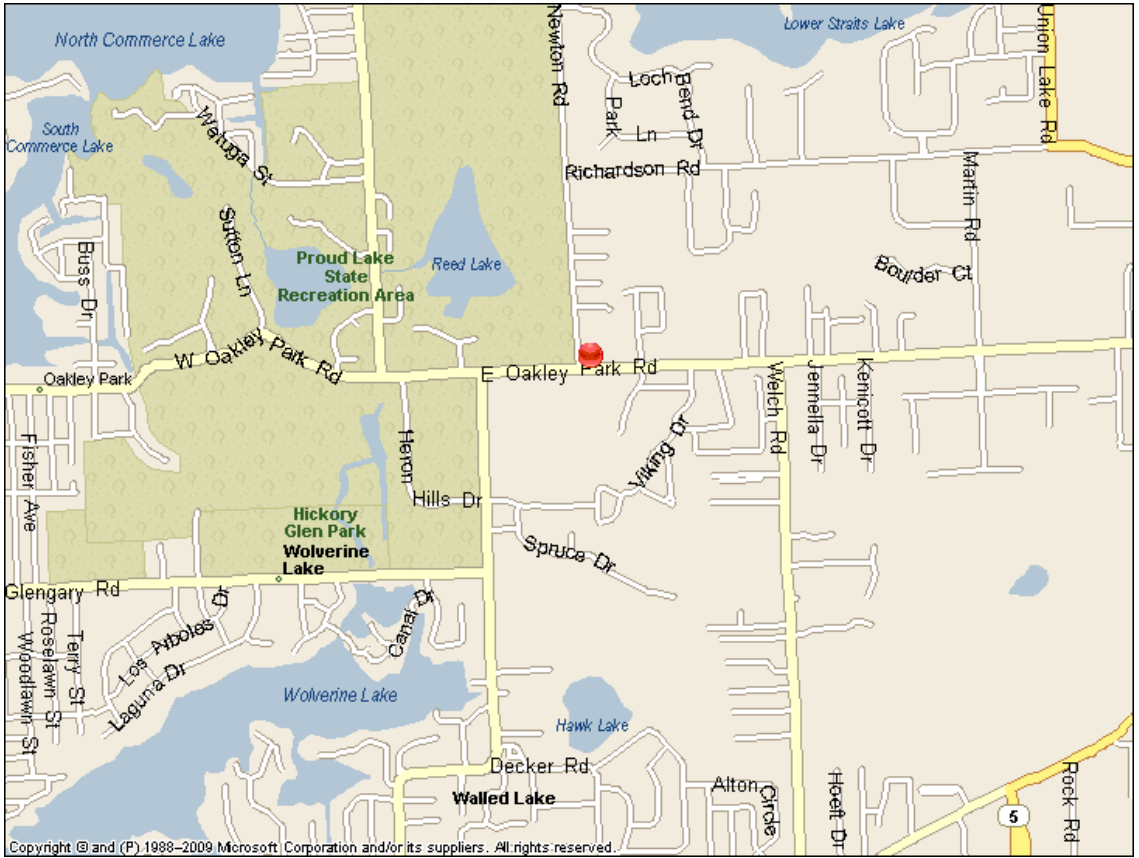 North Commerce Lake
Newton Rd
Lower Straits Lake
Union Lake Rd
Loch Bend Dr
Park Ln
South
Commerce Lake
Watuga St
Richardson Rd
Martin Rd
Sutton Ln
Buss Dr
Proud Lake
State
Recreation Area
Reed Lake
Boulder Ct
W Oakley Park Rd
E Oakley Park Rd
Oakley Park
Welch Rd
Jennella Dr
Kenicott Dr
Fisher Ave
Heron
Hills Dr
Viking Dr
Hickory
Glen Park
Wolverine
Lake
Spruce Dr
Glengary Rd
Los Arboles Dr
Canal Dr
Terry St
Roselawn St
Woodlawn St
Laguna Dr
Wolverine Lake
Hawk Lake
Decker Rd
Walled Lake
Alton Circle
Hoeft Dr
Rock Rd
5
Copyright © and (P) 1988–2009 Microsoft Corporation and/or its suppliers. All rights reserved.